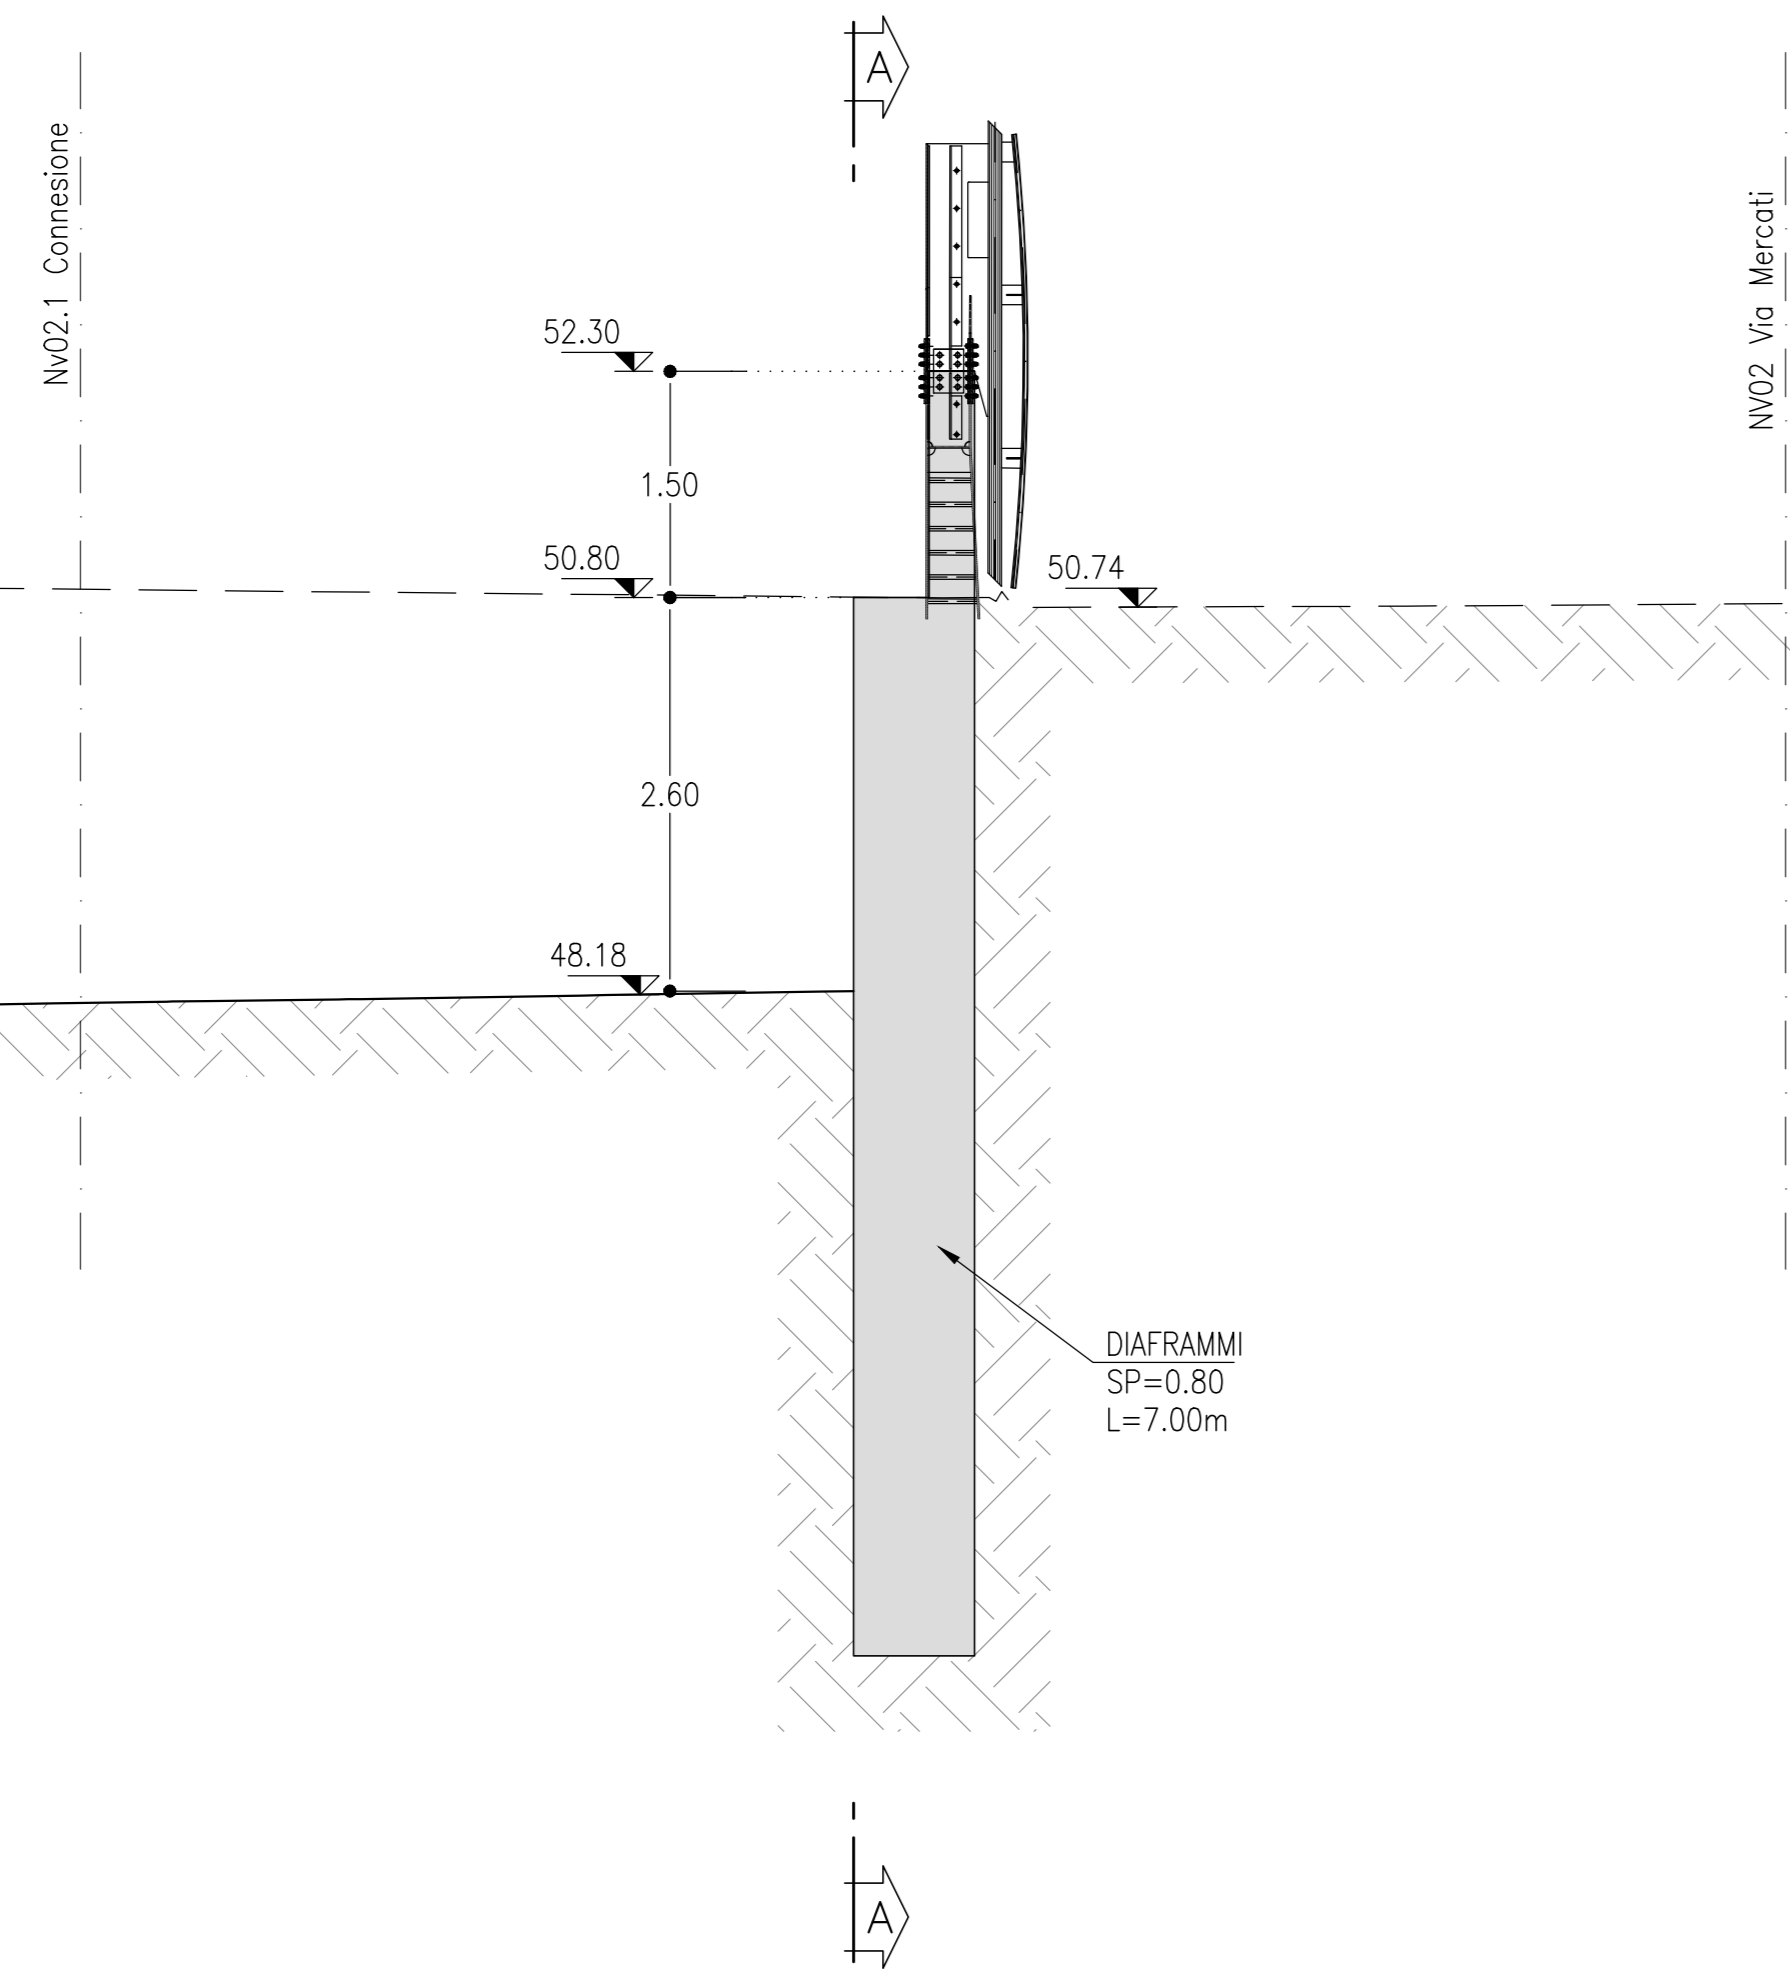 A
Nv02.1 Connesione
NV02 Via Mercati
52.30
1.50
50.80
50.74
2.60
48.18
DIAFRAMMI
SP=0.80
L=7.00m
A